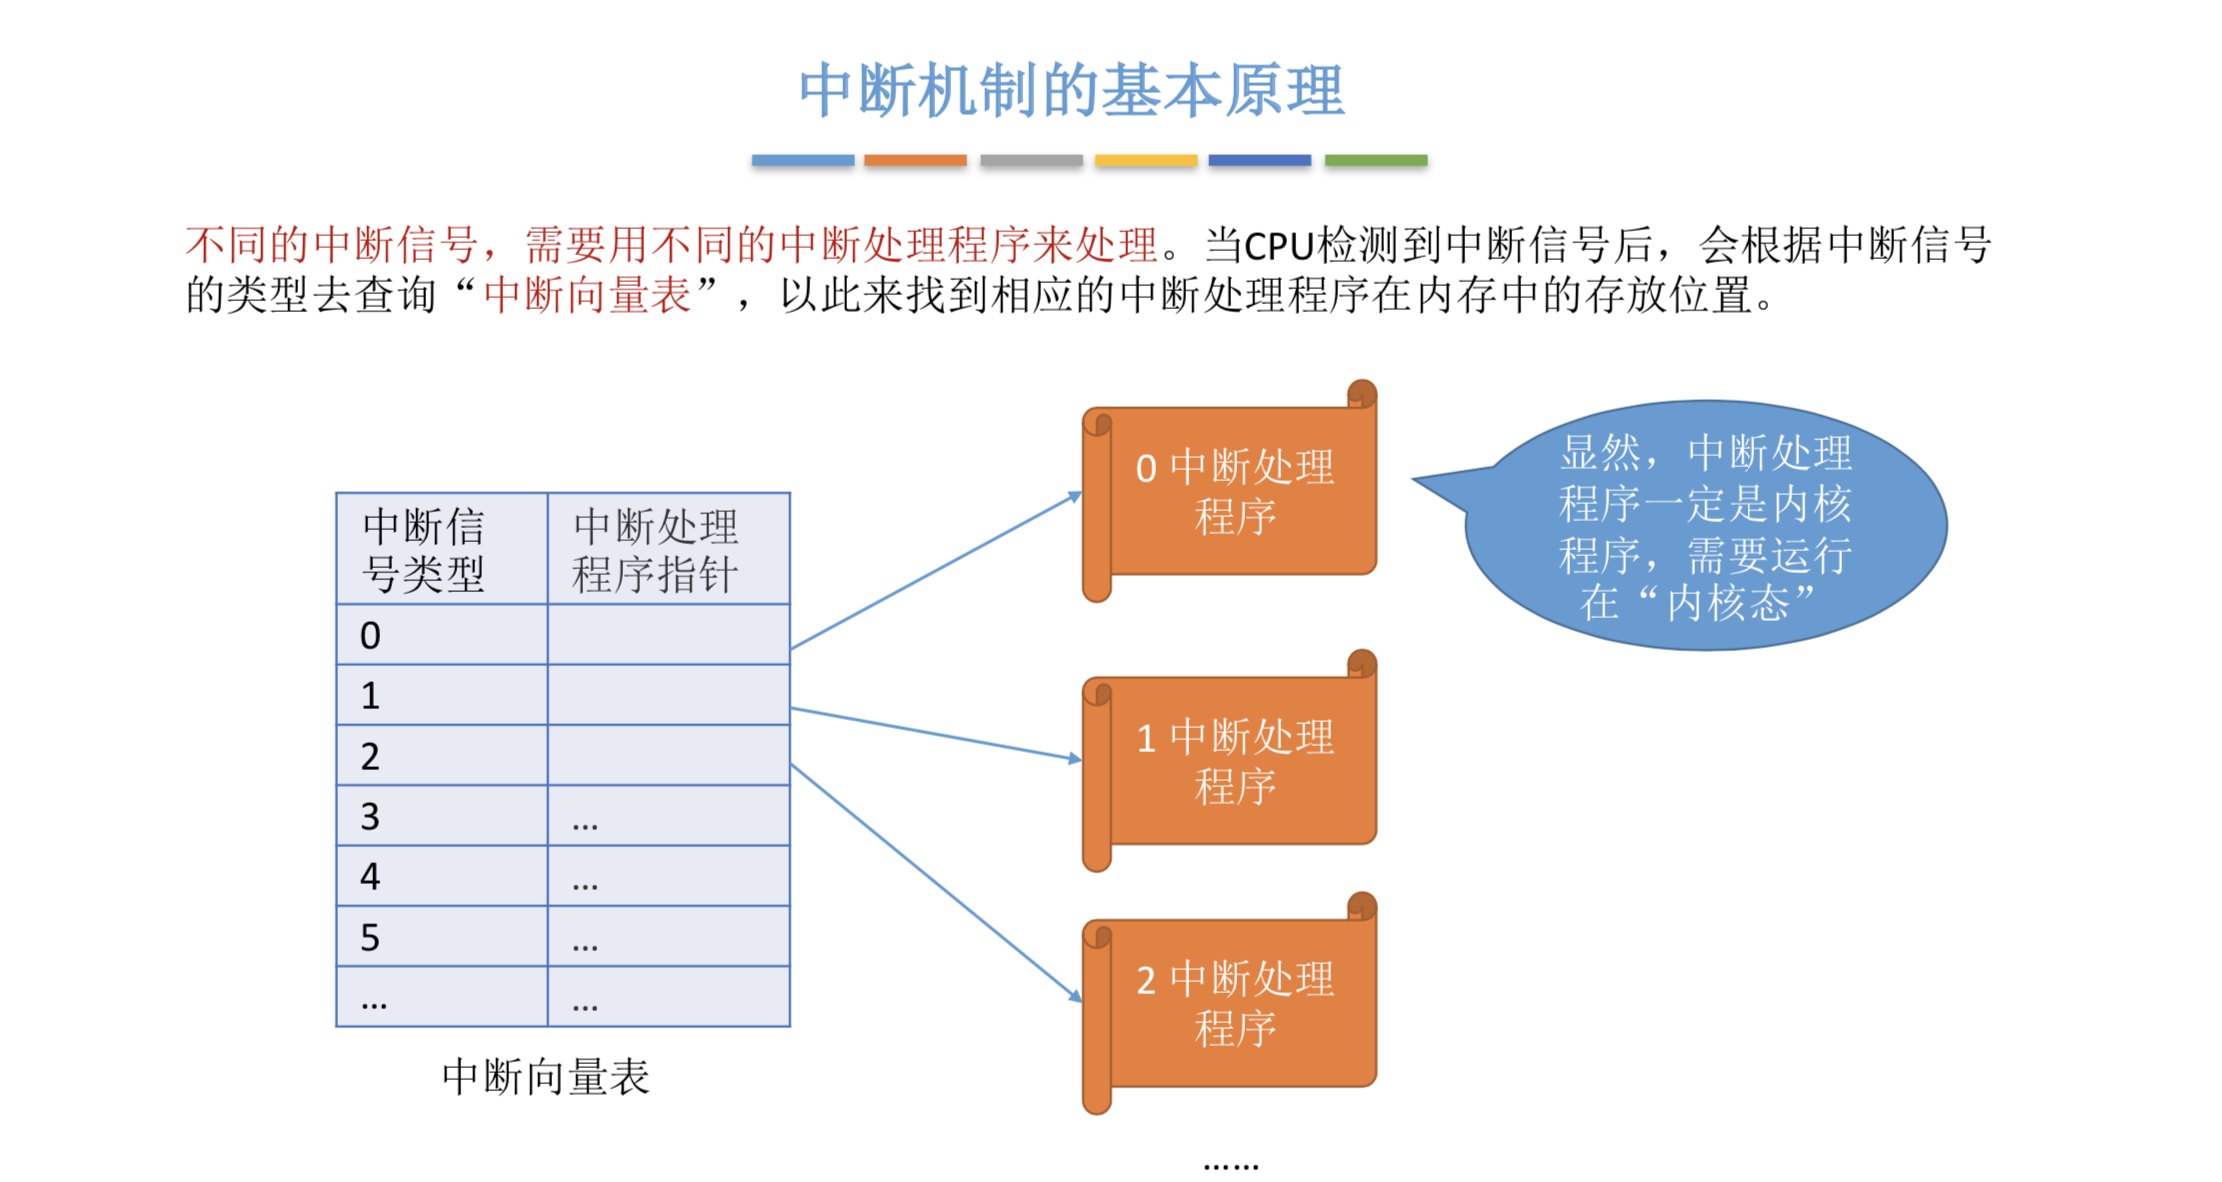 中断机制的基本原理
不同的中断信号，需要用不同的中断处理程序来处理。当CPU检测到中断信号后，会根据中断信号
的类型去查询“中断向量表”，以此来找到相应的中断处理程序在内存中的存放位置。
中断信
号类型
中断处理
程序指针
0
1
2
3 …
4 …
5 …
… …
中断向量表
0 中断处理
程序
1 中断处理
程序
2 中断处理
程序
……
显然，中断处理
程序一定是内核
程序，需要运行
在“内核态”